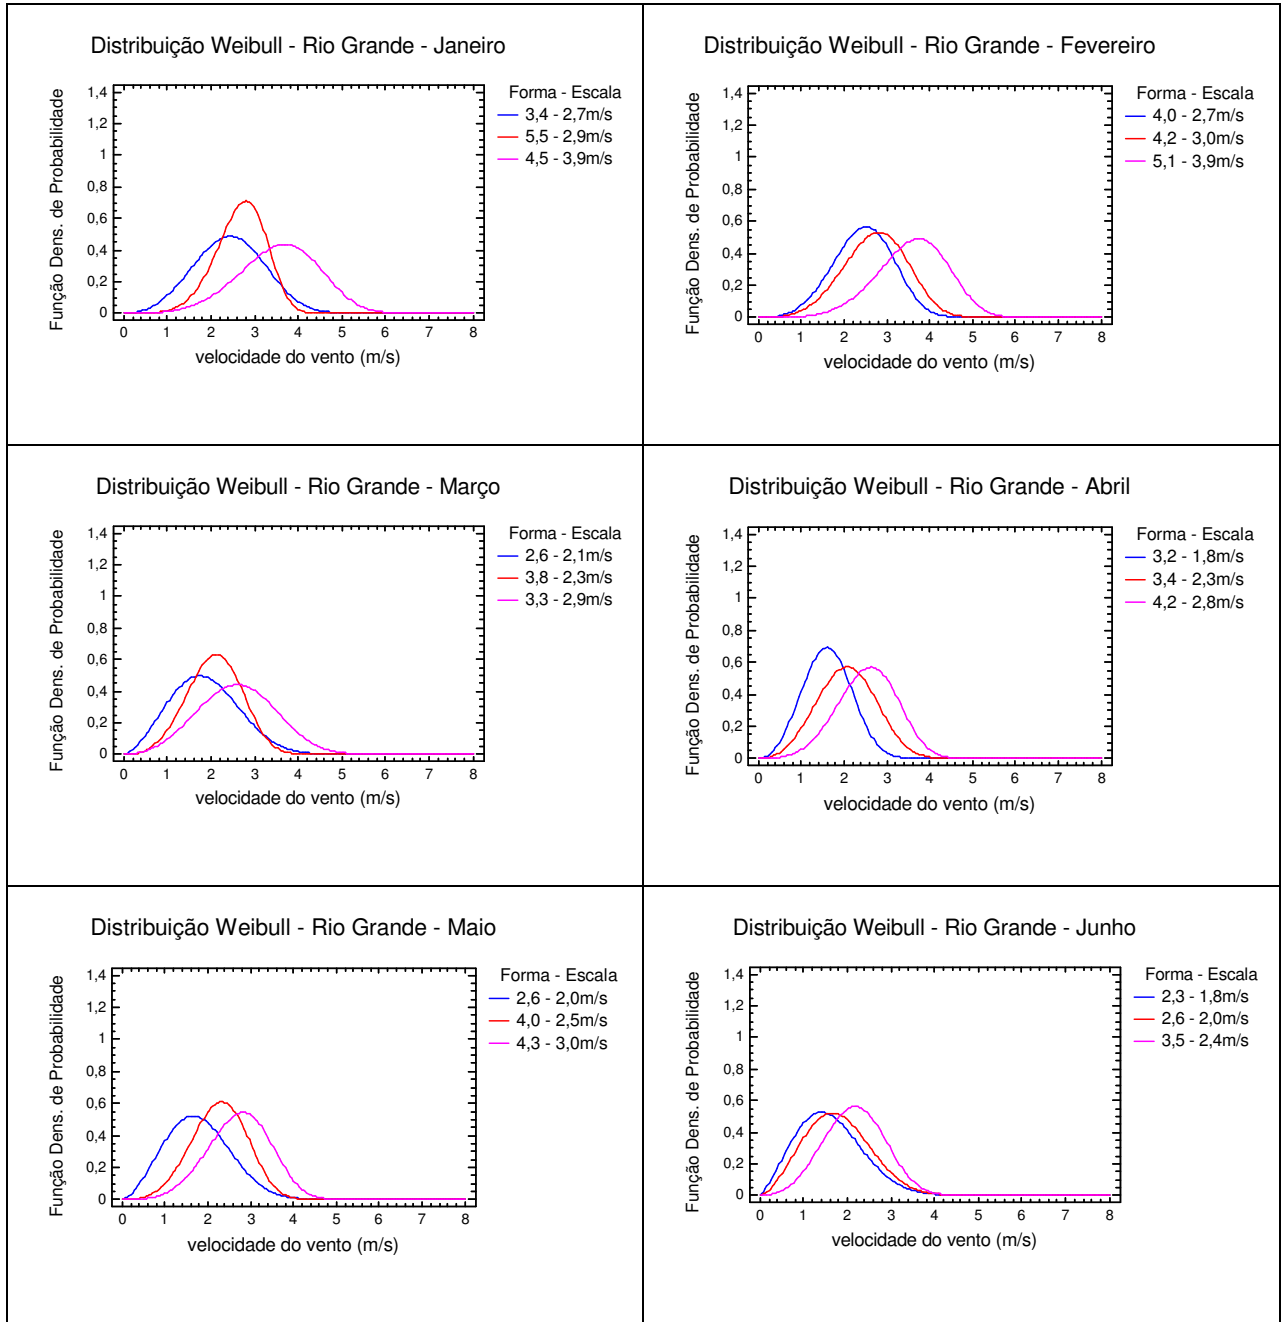 Distribuição Weibull - Rio Grande - Janeiro
Função Dens. de Probabilidade
1,4
1,2
1
0,8
0,6
0,4
0,2
0
0 1 2 3 4 5 6 7 8
velocidade do vento (m/s)
Forma - Escala
3,4 - 2,7m/s
5,5 - 2,9m/s
4,5 - 3,9m/s
Distribuição Weibull - Rio Grande - Fevereiro
Função Dens. de Probabilidade
1,4
1,2
1
0,8
0,6
0,4
0,2
0
0 1 2 3 4 5 6 7 8
velocidade do vento (m/s)
Forma - Escala
4,0 - 2,7m/s
4,2 - 3,0m/s
5,1 - 3,9m/s
Distribuição Weibull - Rio Grande - Março
Função Dens. de Probabilidade
1,4
1,2
1
0,8
0,6
0,4
0,2
0
0 1 2 3 4 5 6 7 8
velocidade do vento (m/s)
Forma - Escala
2,6 - 2,1m/s
3,8 - 2,3m/s
3,3 - 2,9m/s
Distribuição Weibull - Rio Grande - Abril
Função Dens. de Probabilidade
1,4
1,2
1
0,8
0,6
0,4
0,2
0
0 1 2 3 4 5 6 7 8
velocidade do vento (m/s)
Forma - Escala
3,2 - 1,8m/s
3,4 - 2,3m/s
4,2 - 2,8m/s
Distribuição Weibull - Rio Grande - Maio
Função Dens. de Probabilidade
1,4
1,2
1
0,8
0,6
0,4
0,2
0
0 1 2 3 4 5 6 7 8
velocidade do vento (m/s)
Forma - Escala
2,6 - 2,0m/s
4,0 - 2,5m/s
4,3 - 3,0m/s
Distribuição Weibull - Rio Grande - Junho
Função Dens. de Probabilidade
1,4
1,2
1
0,8
0,6
0,4
0,2
0
0 1 2 3 4 5 6 7 8
velocidade do vento (m/s)
Forma - Escala
2,3 - 1,8m/s
2,6 - 2,0m/s
3,5 - 2,4m/s